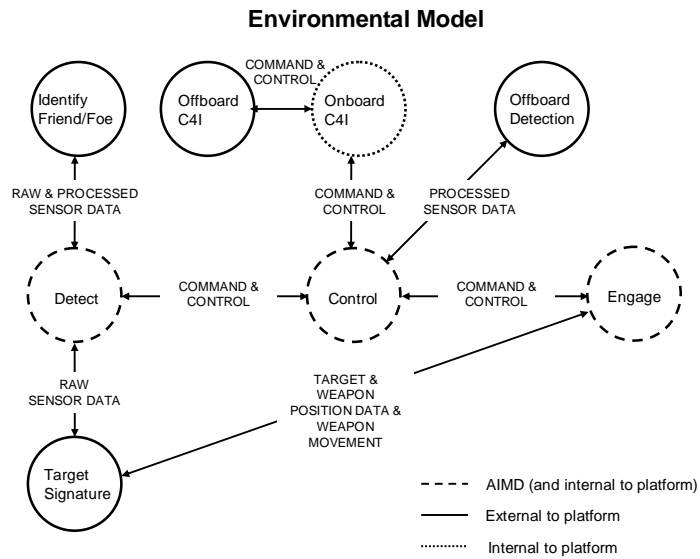 Environmental Model
COMMAND &
CONTROL
Identify
Friend/Foe
Offboard
C4I
Onboard
C4I
Offboard
Detection
RAW & PROCESSED
SENSOR DATA
COMMAND &
CONTROL
PROCESSED
SENSOR DATA
Detect
COMMAND &
CONTROL
Control
COMMAND &
CONTROL
Engage
RAW
SENSOR DATA
TARGET &
WEAPON
POSITION DATA &
WEAPON
MOVEMENT
Target
Signature
AIMD (and internal to platform)
External to platform
Internal to platform